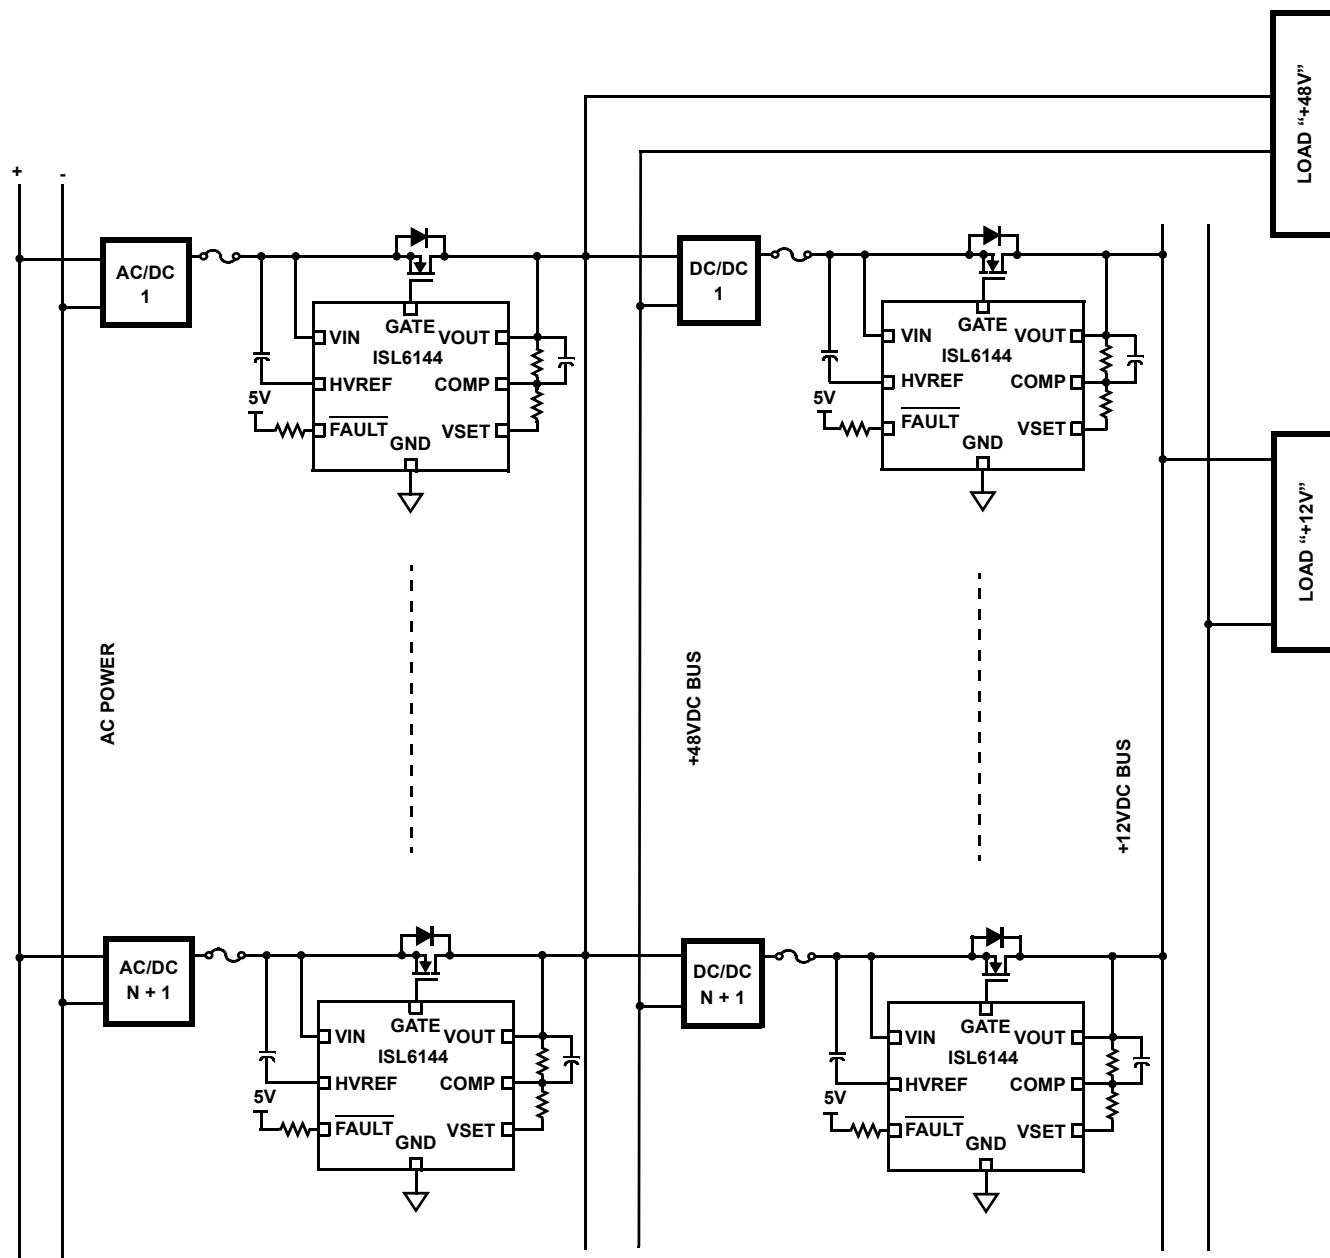 LOAD “+48V”
+
-
AC/DC
1
GATE
VIN
VOUT
ISL6144
HVREF
COMP
5V
FAULT
VSET
GND
DC/DC
1
GATE
VIN
VOUT
ISL6144
HVREF
COMP
5V
FAULT
VSET
GND
LOAD “+12V”
AC POWER
+48VDC BUS
+12VDC BUS
AC/DC
N + 1
GATE
VIN
VOUT
ISL6144
HVREF
COMP
5V
FAULT
VSET
GND
DC/DC
N + 1
GATE
VIN
VOUT
ISL6144
HVREF
COMP
5V
FAULT
VSET
GND